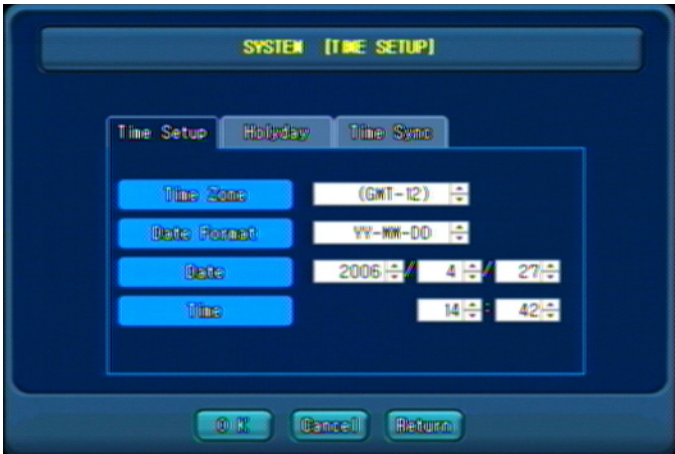 SYSTEM [TIME SETUP]
Time Setup Holyday Time Sync
Time Zone (GMT-12)
Date Format YY-MM-DD
Date 2006 / 4 / 27
Time 14 : 42
O K Cancel Return